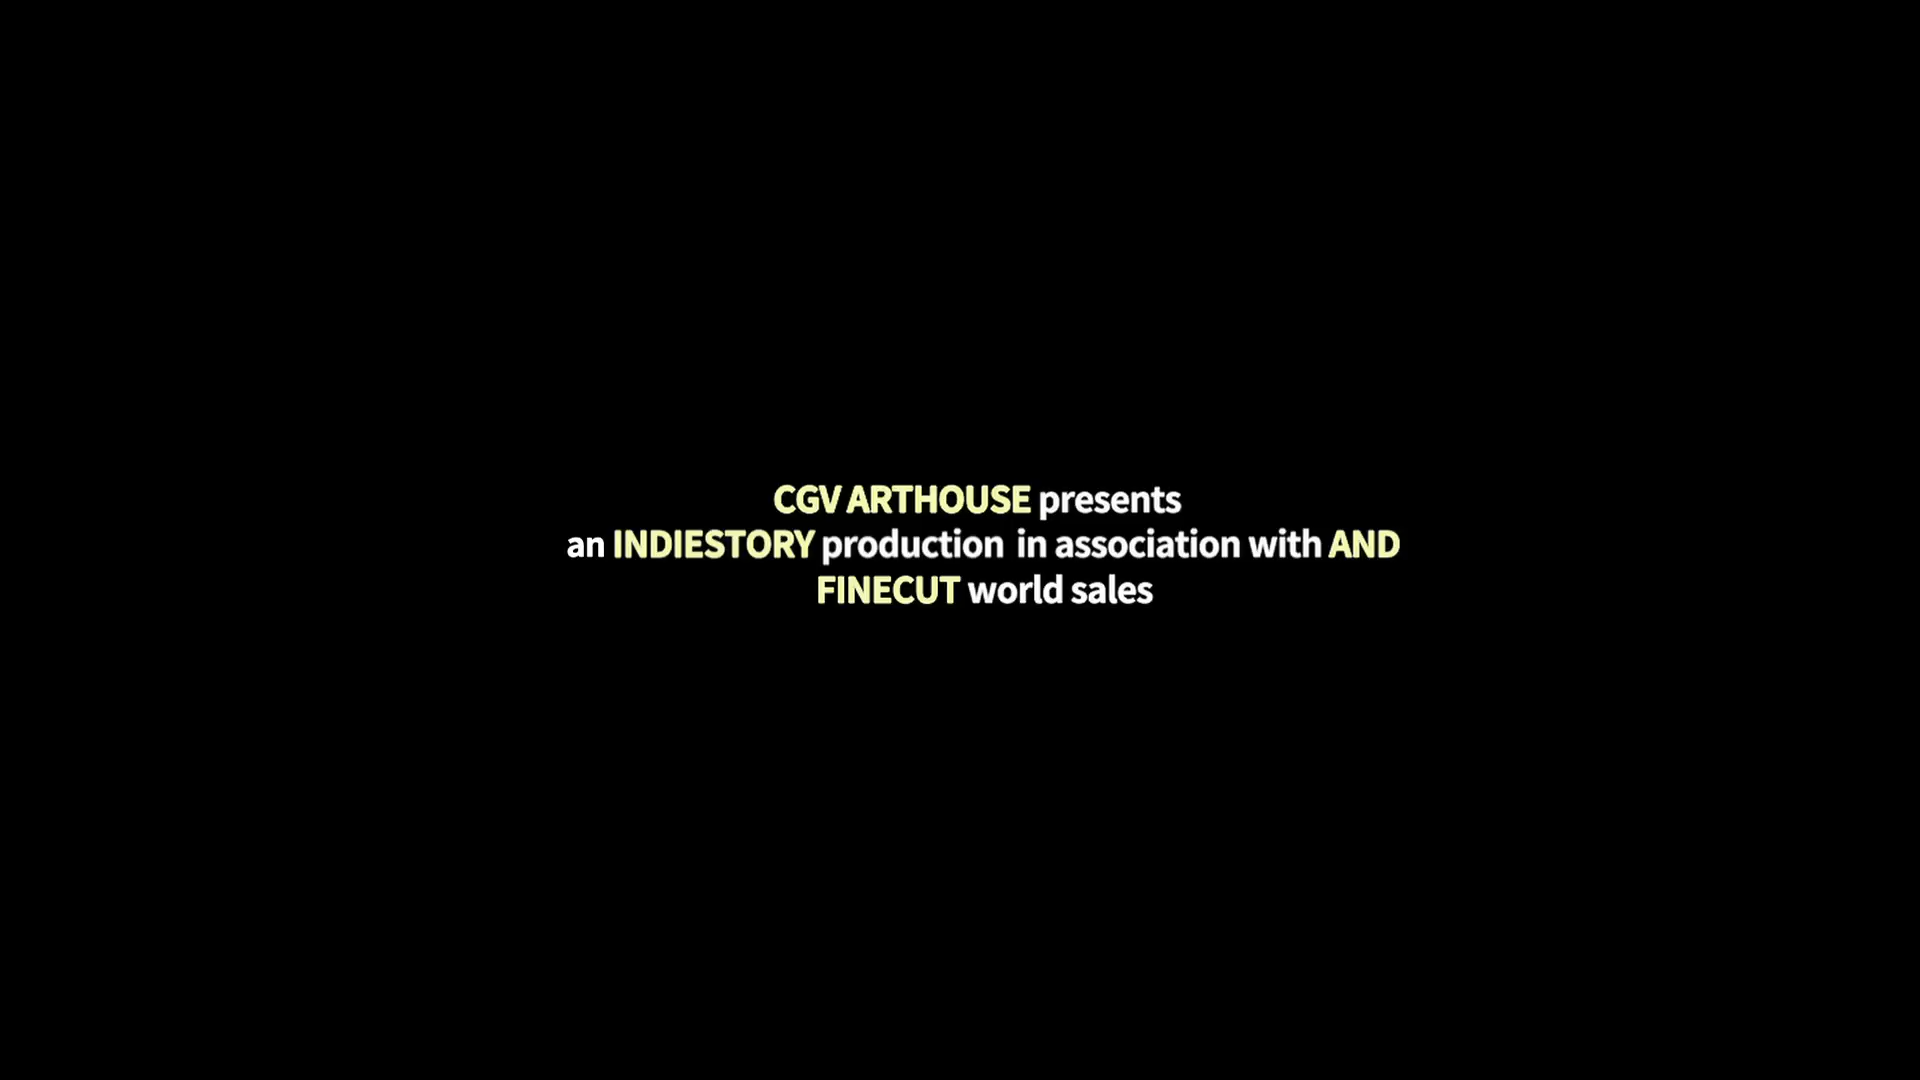 CGV ARTHOUSE presents
an INDIESTORY production in association with AND
FINECUT world sales